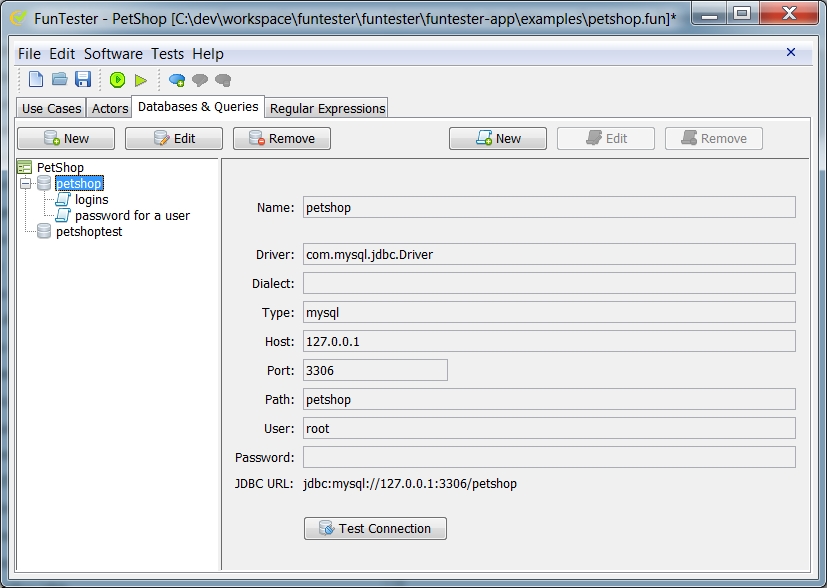 FunTester - PetShop [C:\dev\workspace\funtester\funtester\funtester-app\examples\petshop.fun]*
File Edit Software Tests Help
Use Cases Actors Databases & Queries Regular Expressions
New Edit Remove New Edit Remove
PetShop
petshop
logins
password for a user
petshoptest
Name: petshop
Driver: com.mysql.jdbc.Driver
Dialect:
Type: mysql
Host: 127.0.0.1
Port: 3306
Path: petshop
User: root
Password:
JDBC URL: jdbc:mysql://127.0.0.1:3306/petshop
Test Connection